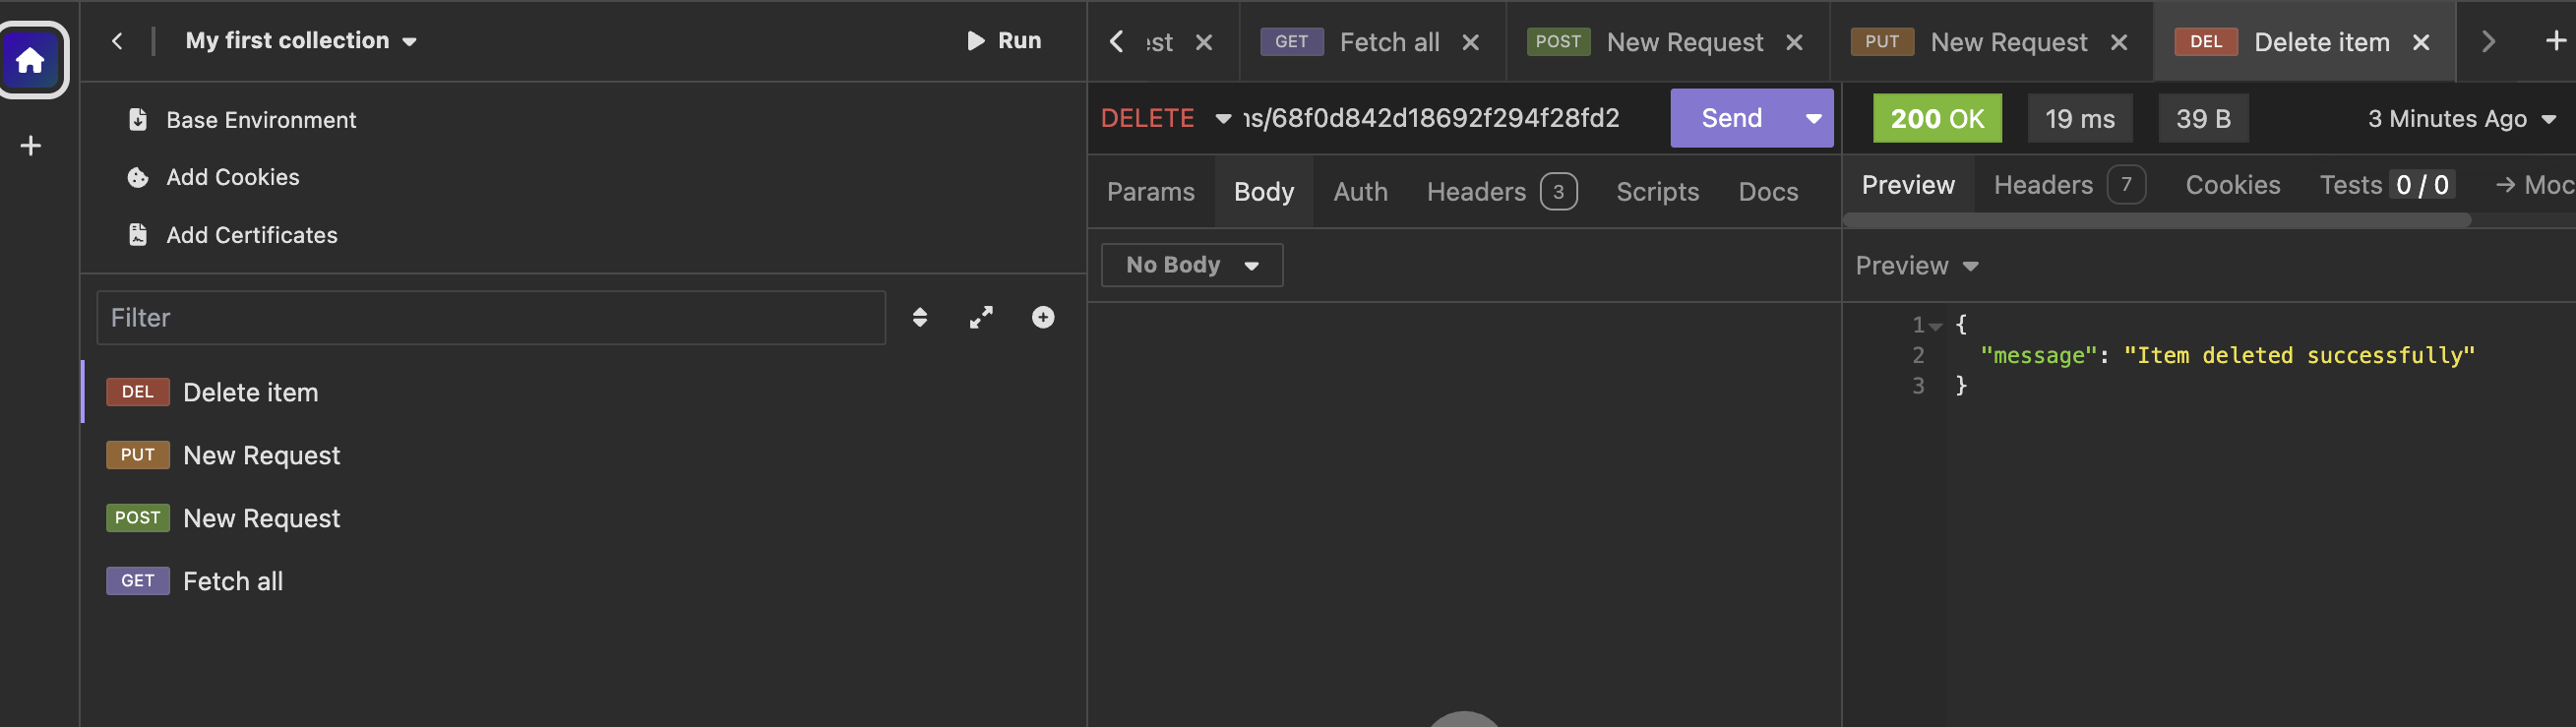 My first collection
Run
Base Environment
Add Cookies
Add Certificates
Filter
DEL Delete item
PUT New Request
POST New Request
GET Fetch all
GET Fetch all
POST New Request
PUT New Request
DEL Delete item
DELETE s/68f0d842d18692f294f28fd2 Send
Params Body Auth Headers 3 Scripts Docs
No Body
200 OK 19 ms 39 B 3 Minutes Ago
Preview Headers 7 Cookies Tests 0 / 0 → Moc
Preview
1 {
2 "message": "Item deleted successfully"
3 }